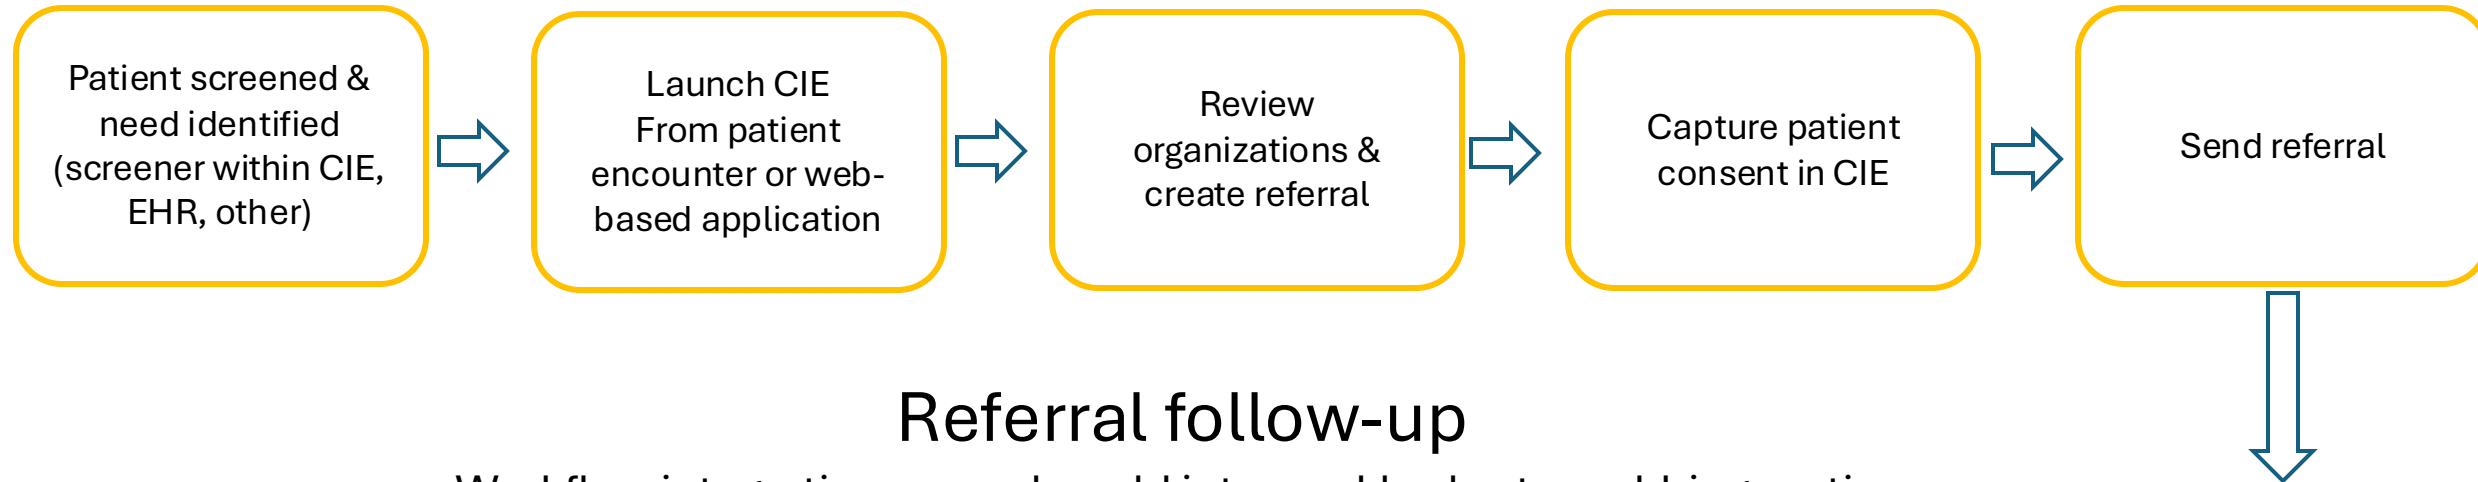 Patient screened &
need identified
(screener within CIE,
EHR, other)
Launch CIE
From patient
encounter or web-
based application
Review
organizations &
create referral
Capture patient
consent in CIE
Send referral
Referral follow-up